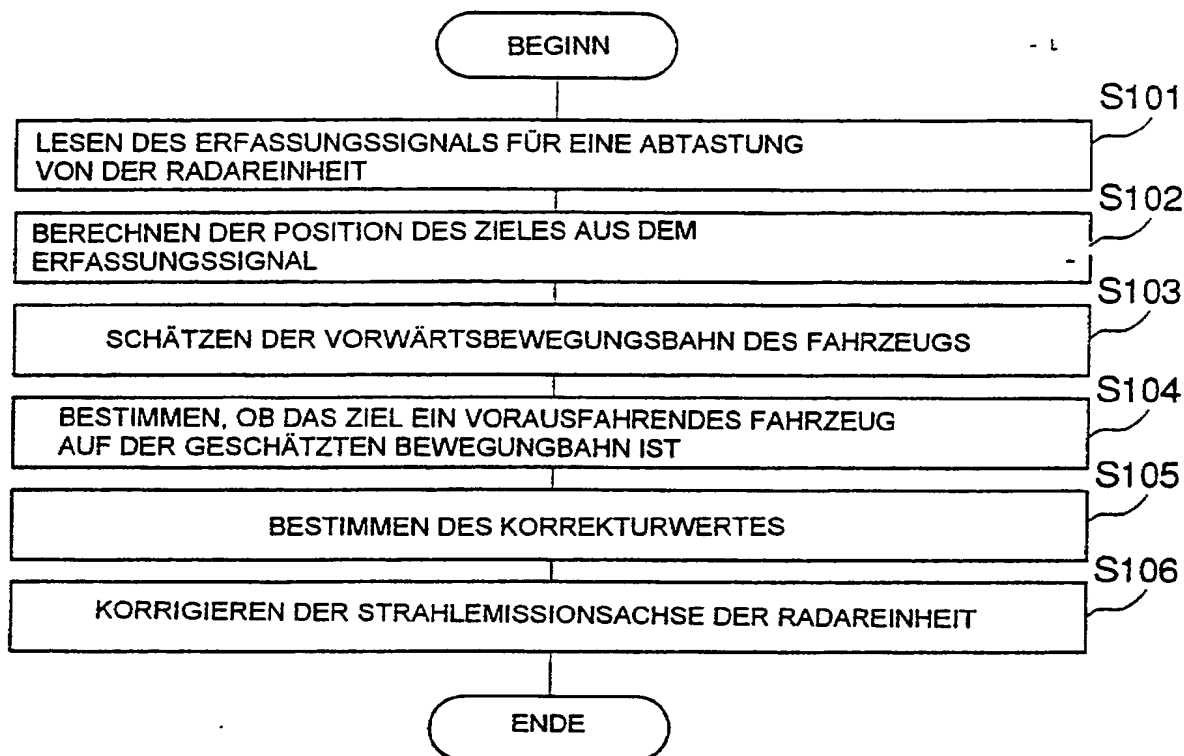 BEGINN
S101
LESEN DES ERFASSUNGSSIGNALS FÜR EINE ABTASTUNG
VON DER RADAREINHEIT
S102
BERECHNEN DER POSITION DES ZIELES AUS DEM
ERFASSUNGSSIGNAL
S103
SCHÄTZEN DER VORWÄRTSBEWEGUNGSBAHN DES FAHRZEUGS
S104
BESTIMMEN, OB DAS ZIEL EIN VORAUSFAHRENDES FAHRZEUG
AUF DER GESCHÄTZTEN BEWEGUNGBAHN IST
S105
BESTIMMEN DES KORREKTURWERTES
S106
KORRIGIEREN DER STRAHLEMISSIONSACHSE DER RADAREINHEIT
ENDE